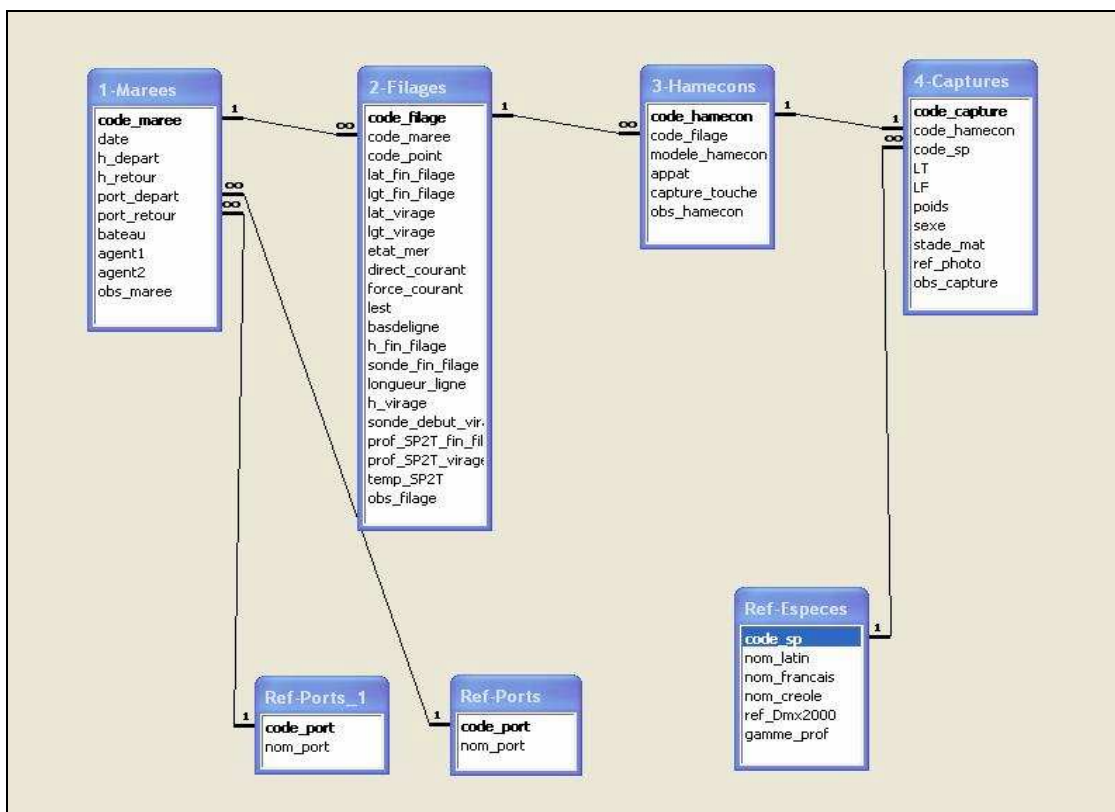 1-Marees
code_maree
date
h_depart
h_retour
port_depart
port_retour
bateau
agent1
agent2
obs_maree
1
∞
∞
∞
2-Filages
code_filage
code_maree
code_point
lat_fin_filage
lgt_fin_filage
lat_virage
lgt_virage
etat_mer
direct_courant
force_courant
lest
basdeligne
h_fin_filage
sonde_fin_filage
longueur_ligne
h_virage
sonde_debut_vir
prof_SP2T_fin_fil
prof_SP2T_virage
temp_SP2T
obs_filage
1
∞
3-Hamecons
code_hamecon
code_filage
modele_hamecon
appat
capture_touche
obs_hamecon
1
1
∞
4-Captures
code_capture
code_hamecon
code_sp
LT
LF
poids
sexe
stade_mat
ref_photo
obs_capture
Ref-Ports_1
1
code_port
nom_port
Ref-Ports
1
code_port
nom_port
Ref-Especes
code_sp
1
nom_latin
nom_francais
nom_creole
ref_Dmx2000
gamme_prof